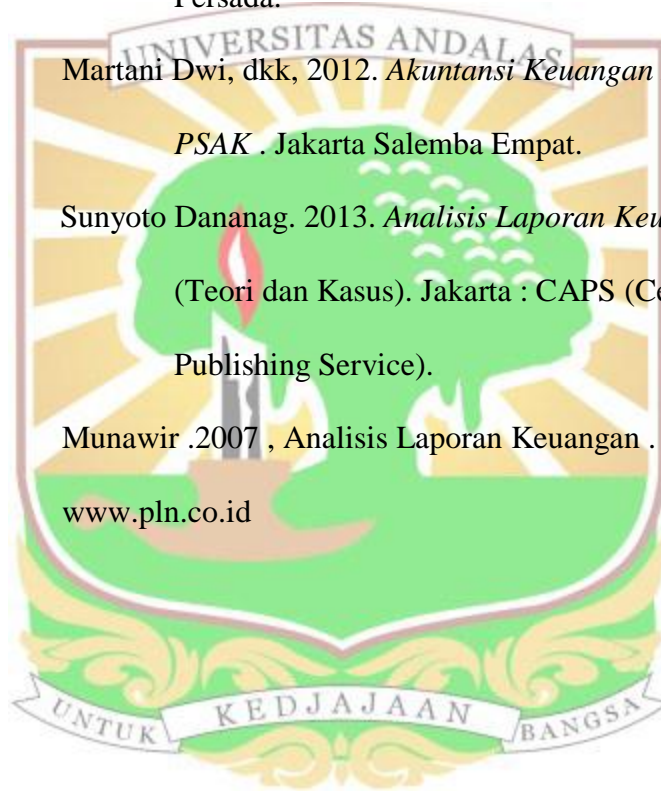 Persada.
UNIVERSITAS ANDALAS
Martani Dwi, dkk, 2012. Akuntansi Keuangan
PSAK . Jakarta Salemba Empat.
Sunyoto Dananag. 2013. Analisis Laporan Keu
(Teori dan Kasus). Jakarta : CAPS (Ce
Publishing Service).
Munawir .2007 , Analisis Laporan Keuangan .
www.pln.co.id
UNTUK KEDJAJAAN BANGSA